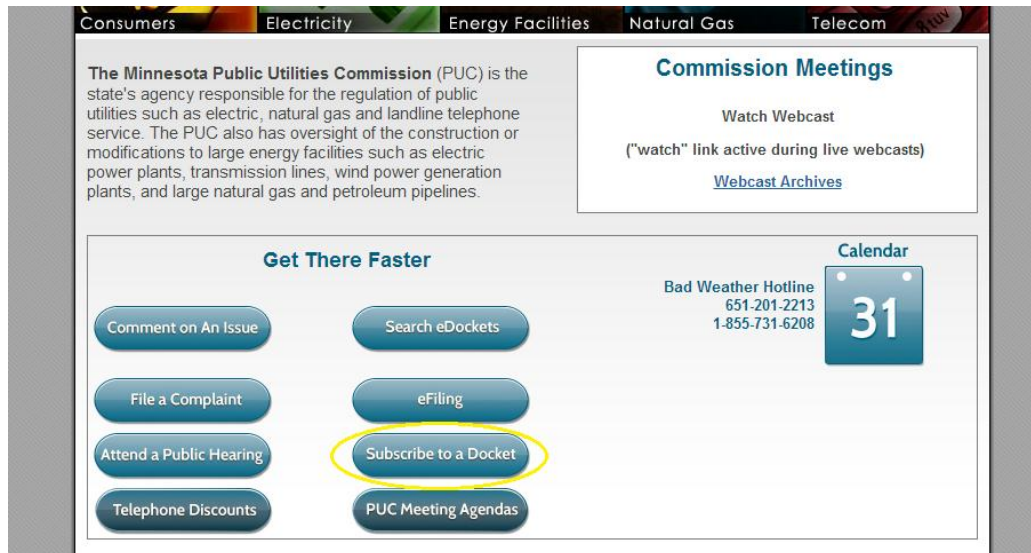 Consumers
Electricity
Energy Facilities
Natural Gas
Telecom
The Minnesota Public Utilities Commission (PUC) is the
state's agency responsible for the regulation of public
utilities such as electric, natural gas and landline telephone
service. The PUC also has oversight of the construction or
modifications to large energy facilities such as electric
power plants, transmission lines, wind power generation
plants, and large natural gas and petroleum pipelines.
Commission Meetings
Watch Webcast
("watch" link active during live webcasts)
Webcast Archives
Get There Faster
Comment on An Issue
Search eDockets
File a Complaint
eFiling
Attend a Public Hearing
Subscribe to a Docket
Telephone Discounts
PUC Meeting Agendas
Bad Weather Hotline
651-201-2213
1-855-731-6208
Calendar
31